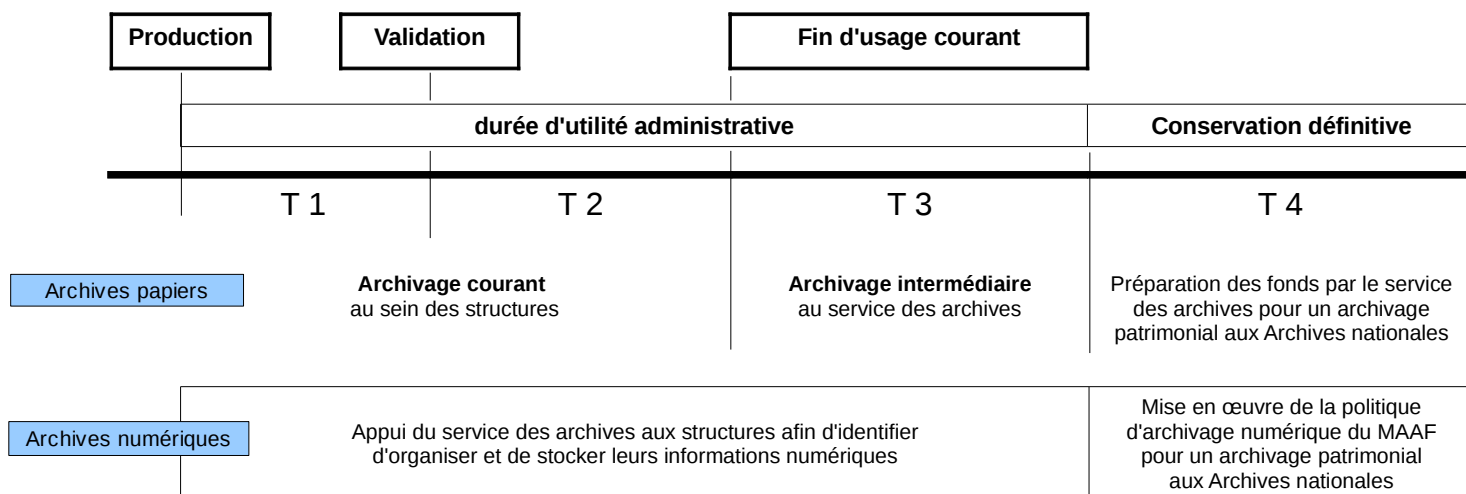 Production
Validation
Fin d'usage courant
durée d'utilité administrative
Conservation définitive
T 1
T 2
T 3
T 4
Archives papiers
Archivage courant
au sein des structures
Archivage intermédiaire
au service des archives
Préparation des fonds par le service
des archives pour un archivage
patrimonial aux Archives nationales
Archives numériques
Appui du service des archives aux structures afin d'identifier
d'organiser et de stocker leurs informations numériques
Mise en œuvre de la politique
d'archivage numérique du MAAF
pour un archivage patrimonial
aux Archives nationales